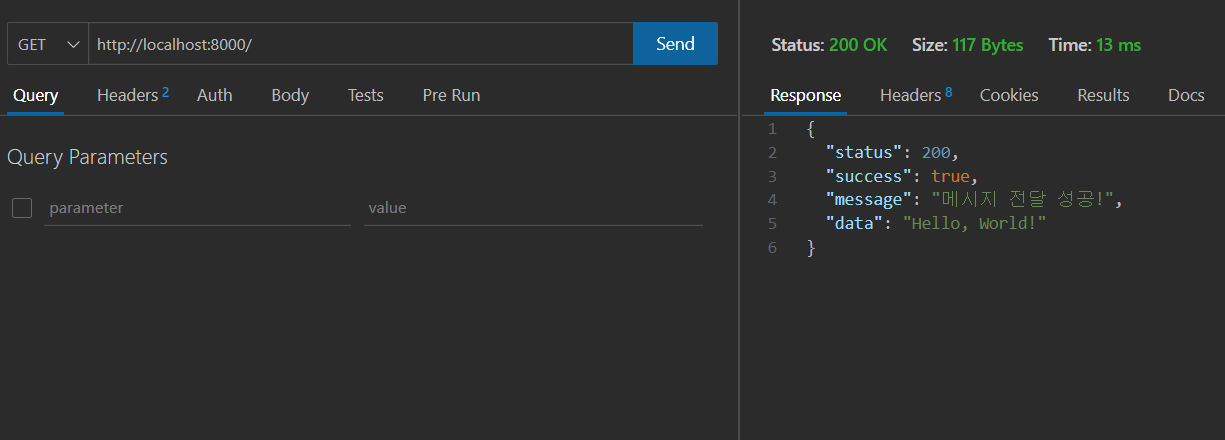 GET http://localhost:8000/ Send
Query Headers 2 Auth Body Tests Pre Run
Query Parameters
parameter value
Status: 200 OK Size: 117 Bytes Time: 13 ms
Response Headers 8 Cookies Results Docs
1 {
2 "status": 200,
3 "success": true,
4 "message": "메시지 전달 성공!",
5 "data": "Hello, World!"
6 }